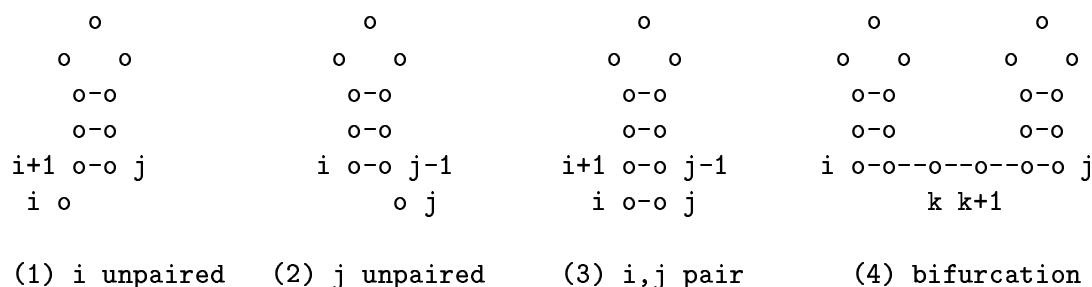 o                 o                 o              o          o
    o   o             o   o             o   o          o   o      o   o
     o-o               o-o               o-o            o-o        o-o
     o-o               o-o               o-o            o-o        o-o
i+1 o-o j           i o-o j-1       i+1 o-o j-1       i o-o--o--o--o-o j
 i o                     o j          i o-o j              k k+1
(1) i unpaired   (2) j unpaired      (3) i,j pair      (4) bifurcation